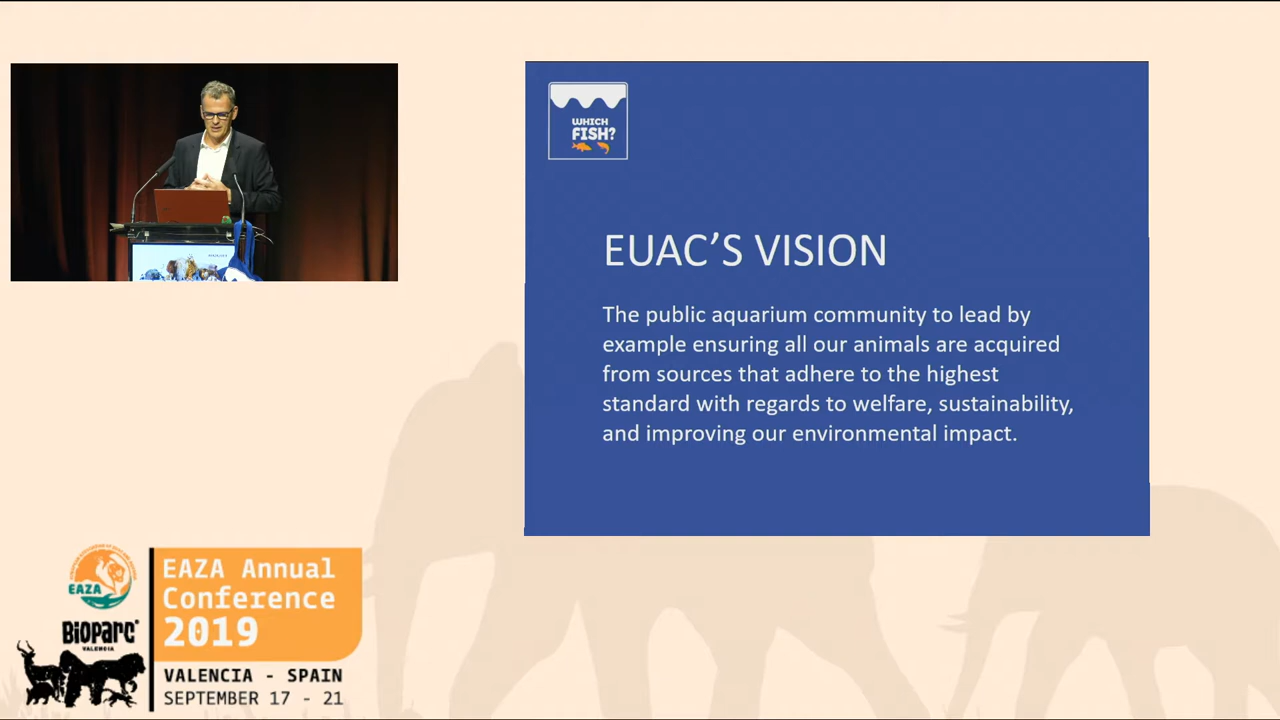 WHICH
FISH?
EUAC'S VISION
The public aquarium community to lead by
example ensuring all our animals are acquired
from sources that adhere to the highest
standard with regards to welfare, sustainability,
and improving our environmental impact.
EAZA
BIOPARC
VALENCIA
EAZA Annual
Conference
2019
VALENCIA - SPAIN
SEPTEMBER 17 - 21